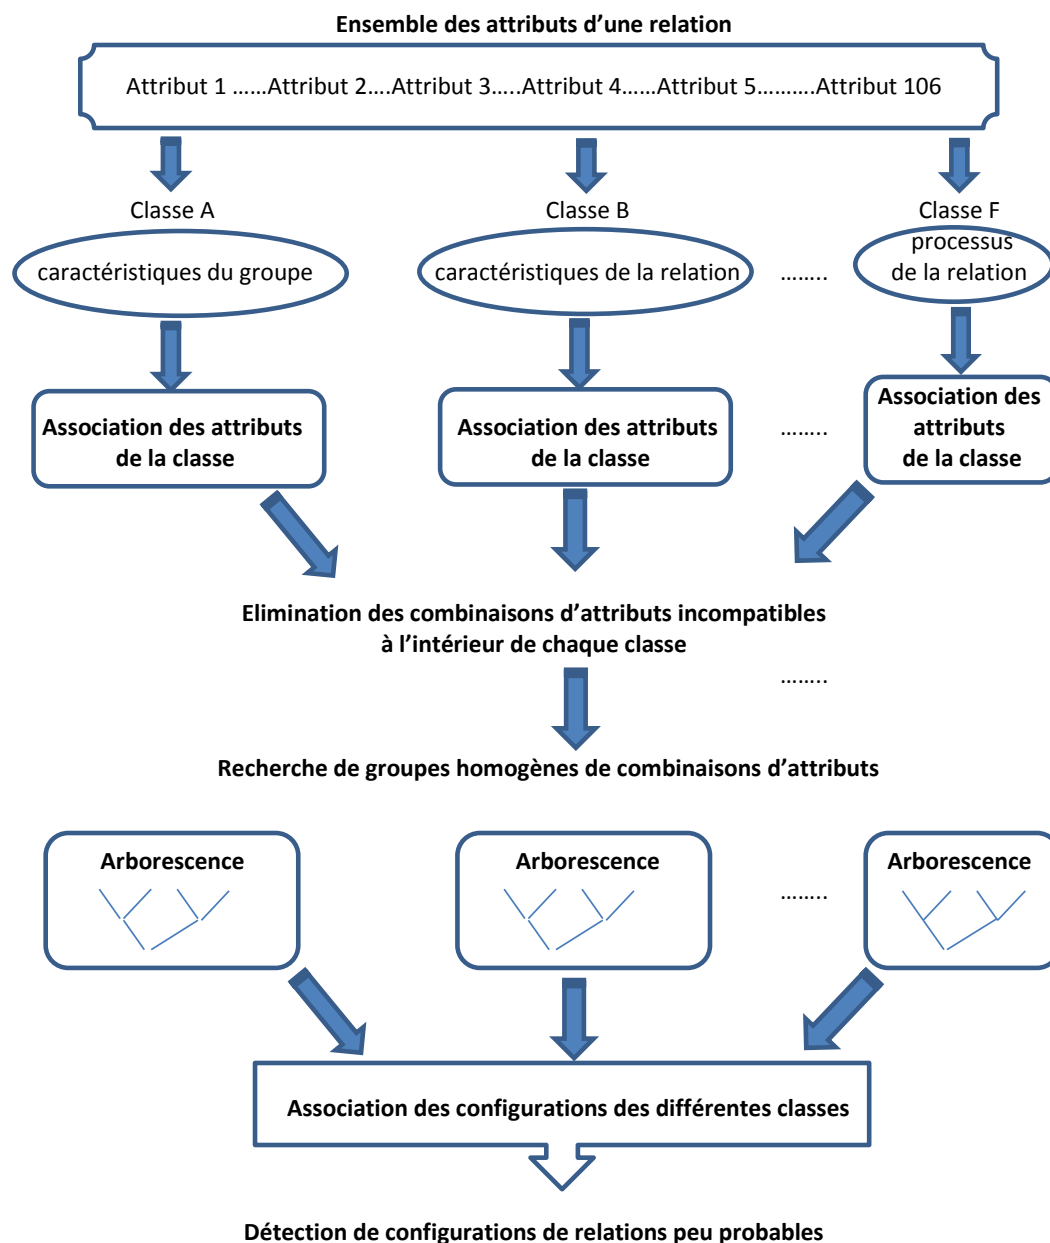 Ensemble des attributs d’une relation
Attribut 1 ……Attribut 2….Attribut 3…..Attribut 4……Attribut 5……….Attribut 106
Classe A
Classe B
Classe F
caractéristiques du groupe
caractéristiques de la relation
……..
processus
de la relation
Association des attributs
de la classe
Association des attributs
de la classe
……..
Association des
attributs
de la classe
Elimination des combinaisons d’attributs incompatibles
à l’intérieur de chaque classe
……..
Recherche de groupes homogènes de combinaisons d’attributs
Arborescence
Arborescence
……..
Arborescence
Association des configurations des différentes classes
Détection de configurations de relations peu probables